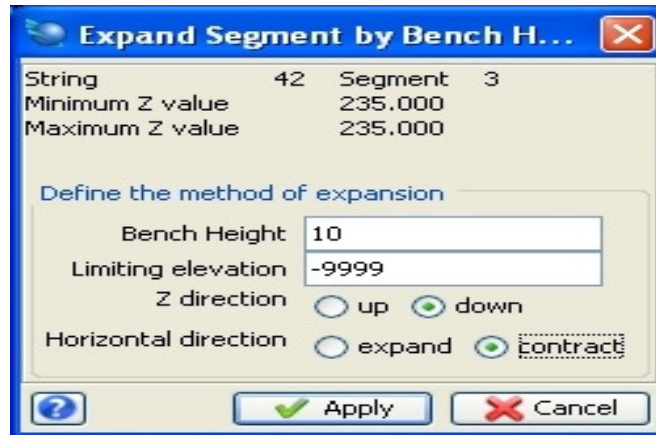 Expand Segment by Bench H...
String 42 Segment 3
Minimum Z value 235.000
Maximum Z value 235.000
Define the method of expansion
Bench Height 10
Limiting elevation -9999
Z direction up down
Horizontal direction expand contract
? Apply Cancel